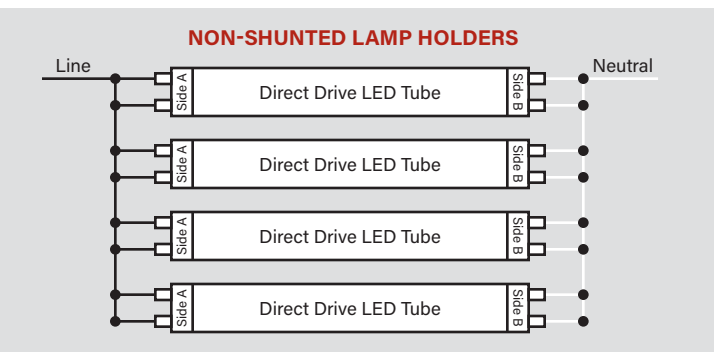 NON-SHUNTED LAMP HOLDERS
Line
Neutral
Side A
Direct Drive LED Tube
Side B
Side A
Direct Drive LED Tube
Side B
Side A
Direct Drive LED Tube
Side B
Side A
Direct Drive LED Tube
Side B